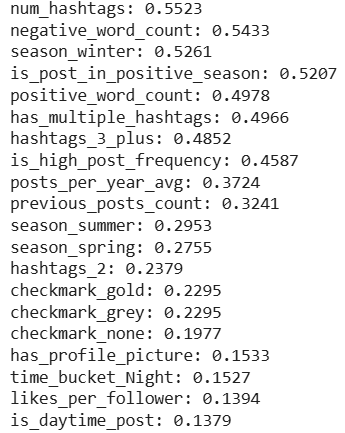 num_hashtags: 0.5523
negative_word_count: 0.5433
season_winter: 0.5261
is_post_in_positive_season: 0.5207
positive_word_count: 0.4978
has_multiple_hashtags: 0.4966
hashtags_3_plus: 0.4852
is_high_post_frequency: 0.4587
posts_per_year_avg: 0.3724
previous_posts_count: 0.3241
season_summer: 0.2953
season_spring: 0.2755
hashtags_2: 0.2379
checkmark_gold: 0.2295
checkmark_grey: 0.2295
checkmark_none: 0.1977
has_profile_picture: 0.1533
time_bucket_Night: 0.1527
likes_per_follower: 0.1394
is_daytime_post: 0.1379